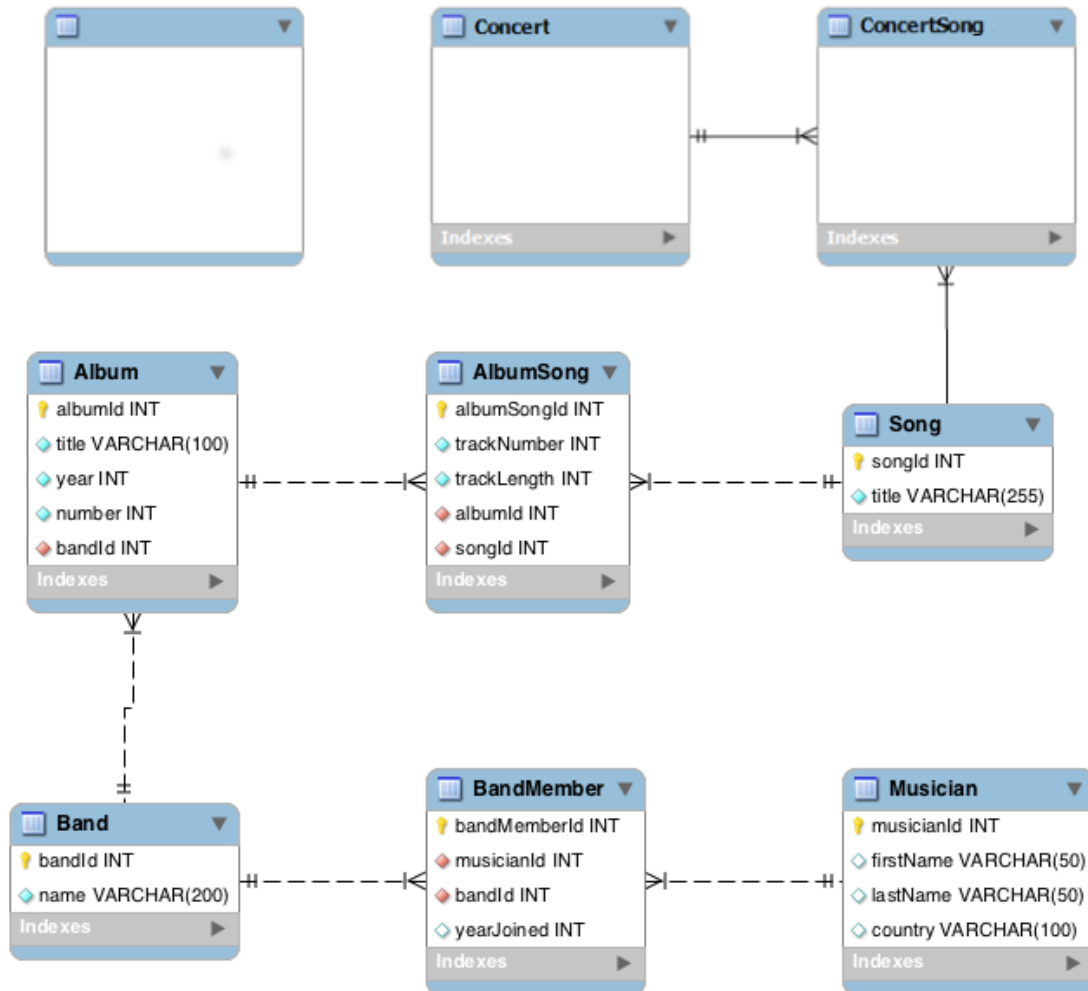 Concert
Indexes
ConcertSong
Indexes
Album
albumId INT
title VARCHAR(100)
year INT
number INT
bandId INT
Indexes
AlbumSong
albumSongId INT
trackNumber INT
trackLength INT
albumId INT
songId INT
Indexes
Song
songId INT
title VARCHAR(255)
Indexes
Band
bandId INT
name VARCHAR(200)
Indexes
BandMember
bandMemberId INT
musicianId INT
bandId INT
yearJoined INT
Indexes
Musician
musicianId INT
firstName VARCHAR(50)
lastName VARCHAR(50)
country VARCHAR(100)
Indexes